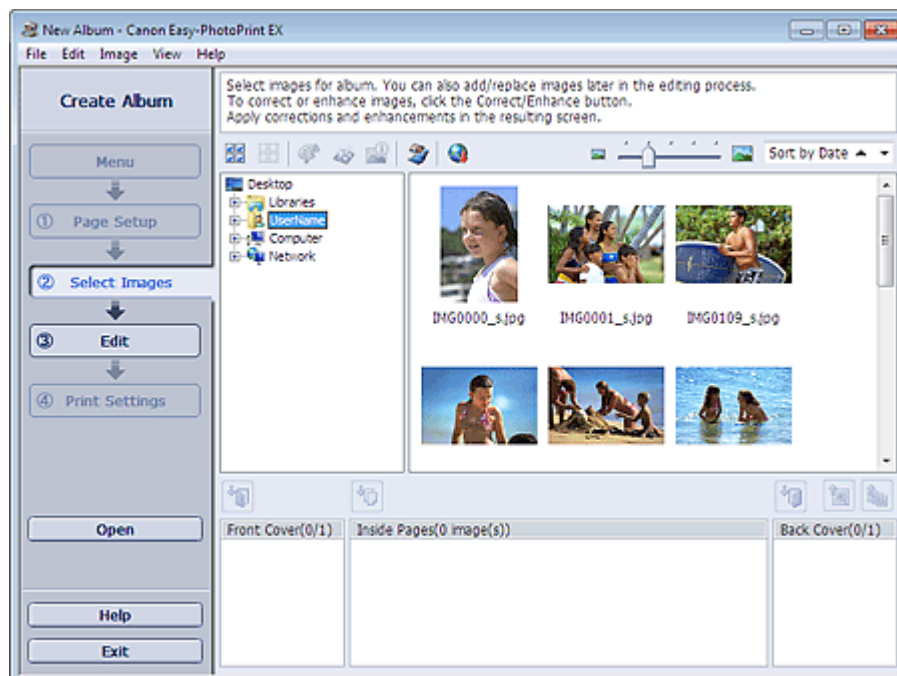 New Album - Canon Easy-PhotoPrint EX
File Edit Image View Help
Create Album
Menu
① Page Setup
② Select Images
③ Edit
④ Print Settings
Open
Help
Exit
Select images for album. You can also add/replace images later in the editing process.
To correct or enhance images, click the Correct/Enhance button.
Apply corrections and enhancements in the resulting screen.
Sort by Date
Desktop
Libraries
UserName
Computer
Network
IMG0000_s.jpg IMG0001_s.jpg IMG0109_s.jpg
Front Cover(0/1) Inside Pages(0 image(s)) Back Cover(0/1)